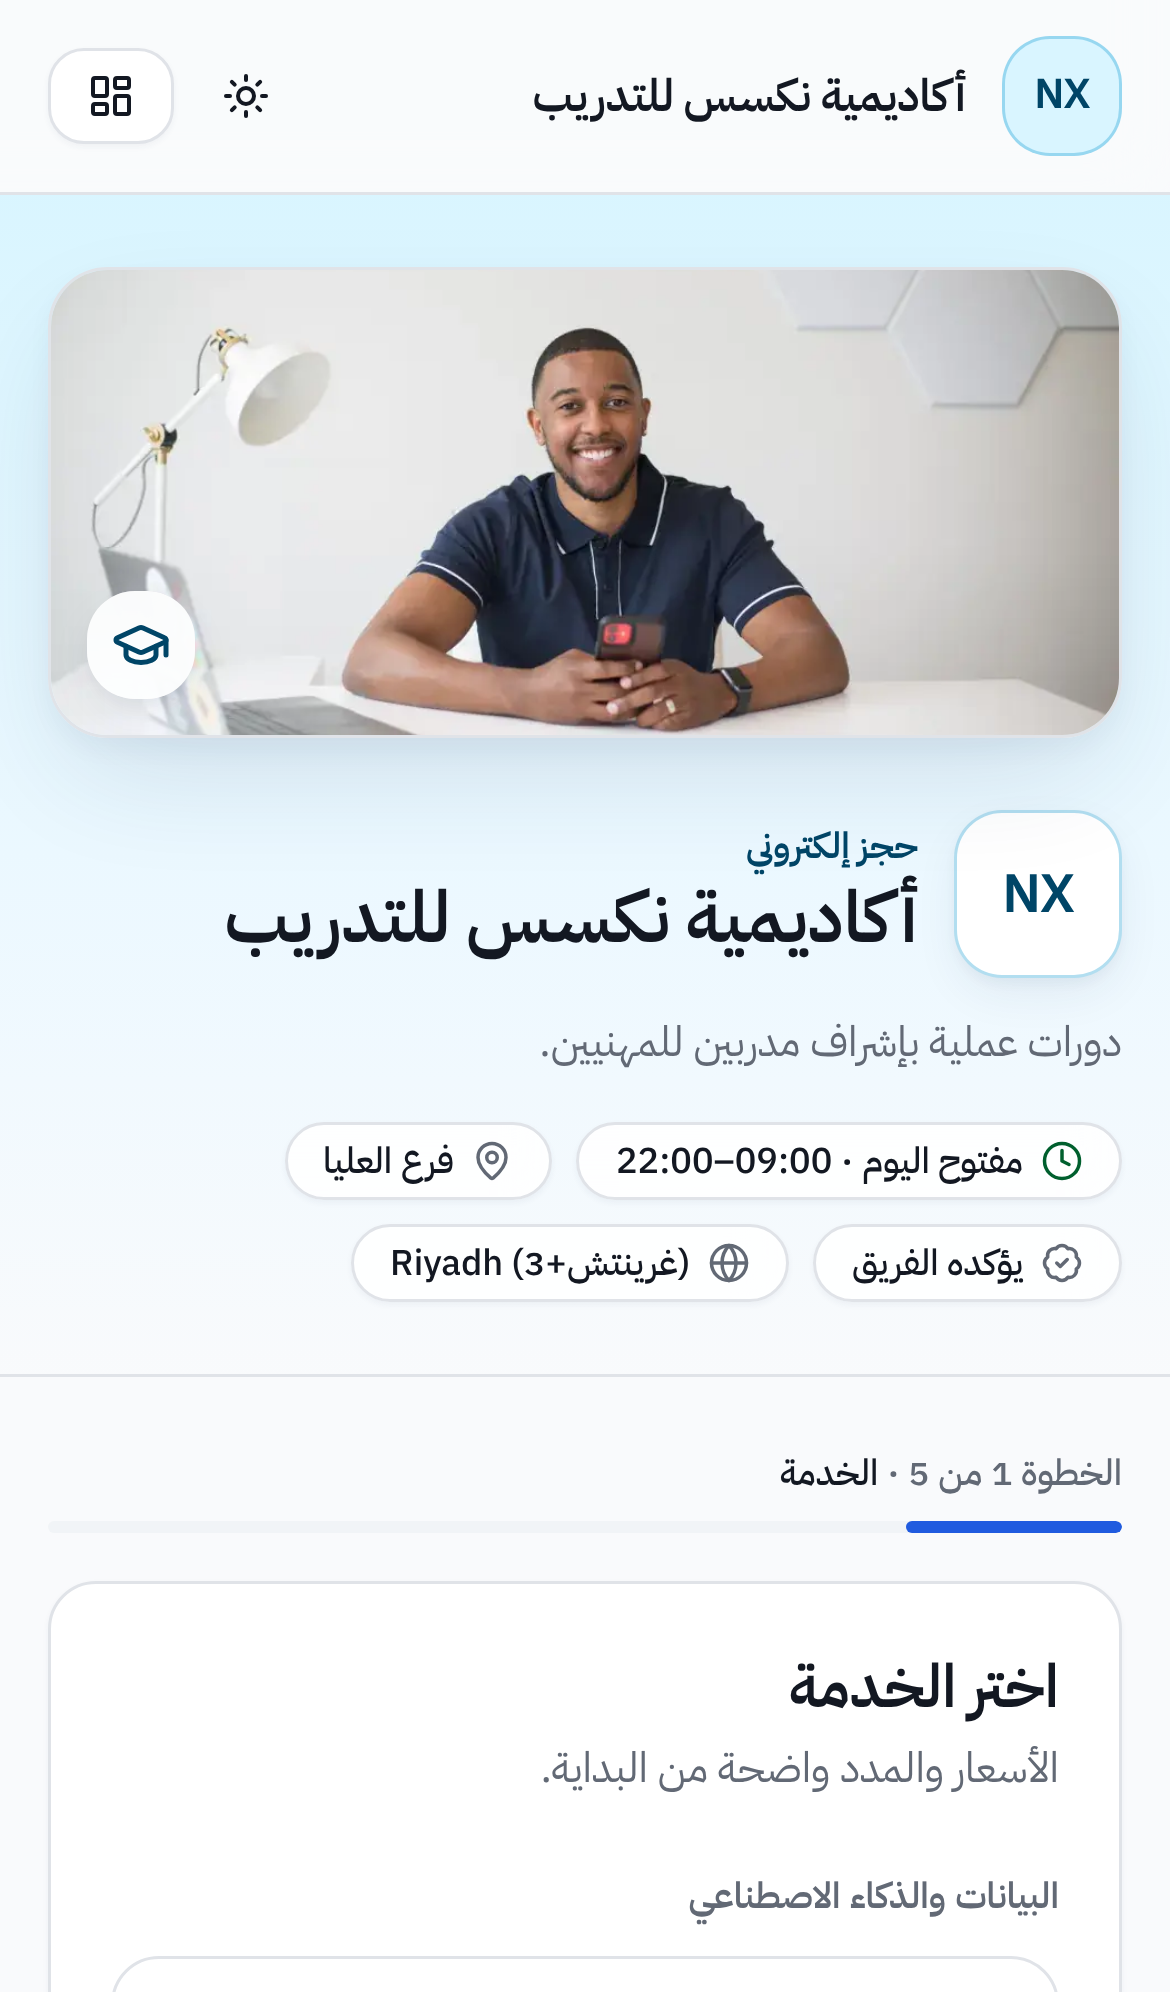 NX
أكاديمية نكسس للتدريب
حجز إلكتروني
NX
أكاديمية نكسس للتدريب
دورات عملية بإشراف مدربين للمهنيين.
مفتوح اليوم · 09:00–22:00
فرع العليا
يؤكده الفريق
Riyadh (غرينتش+3)
الخطوة 1 من 5 · الخدمة
اختر الخدمة
الأسعار والمدد واضحة من البداية.
البيانات والذكاء الاصطناعي